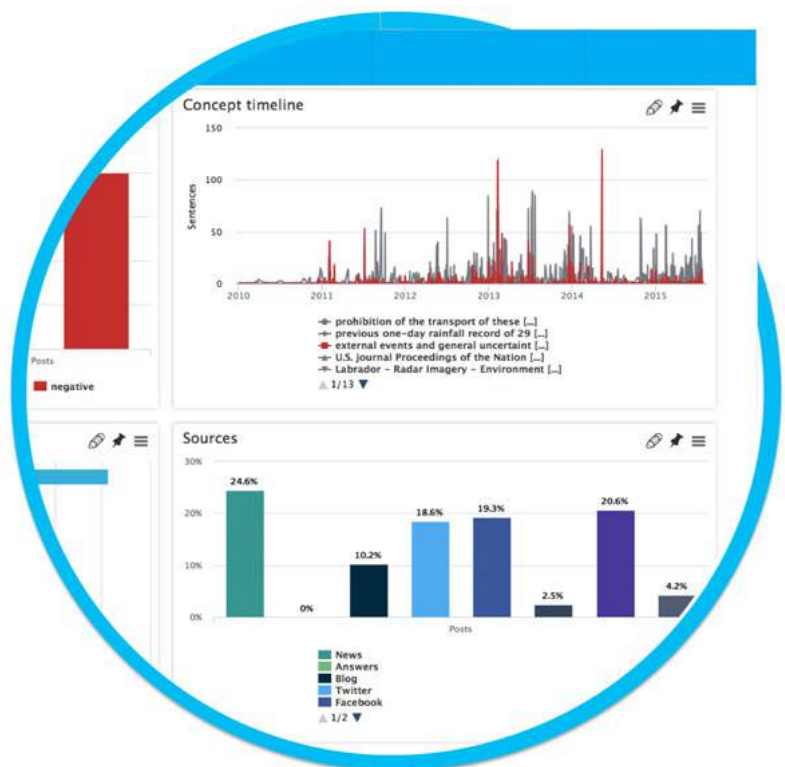 Concept timeline
150
100
50
0
Sentences
2010 2011 2012 2013 2014 2015
prohibition of the transport of these [...]
previous one-day rainfall record of 29 [...]
external events and general uncertaint [...]
U.S. journal Proceedings of the Nation [...]
Labrador - Radar Imagery - Environment [...]
1/13
Posts
negative
Sources
30%
20%
10%
0%
24.6%
0%
10.2%
18.6%
19.3%
2.5%
20.6%
4.2%
Posts
News
Answers
Blog
Twitter
Facebook
1/2